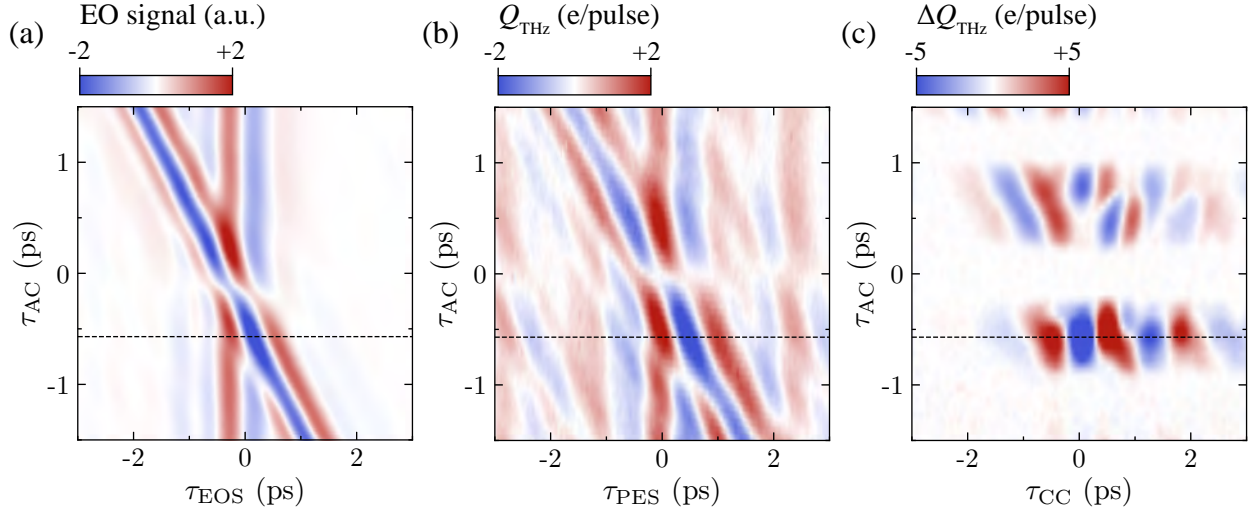 (a)
EO signal (a.u.)
-2 +2
1
0
-1
τ_AC (ps)
-2 0 2
τ_EOS (ps)
(b)
Q_THz (e/pulse)
-2 +2
1
0
-1
τ_AC (ps)
-2 0 2
τ_PES (ps)
(c)
ΔQ_THz (e/pulse)
-5 +5
1
0
-1
τ_AC (ps)
-2 0 2
τ_CC (ps)